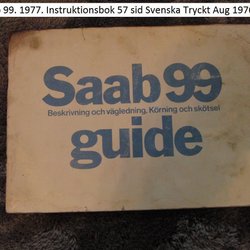 99. 1977. Instruktionsbok 57 sid Svenska Tryckt Aug 1976
Saab 99
Beskrivning och vägledning. Körning och skötsel
guide